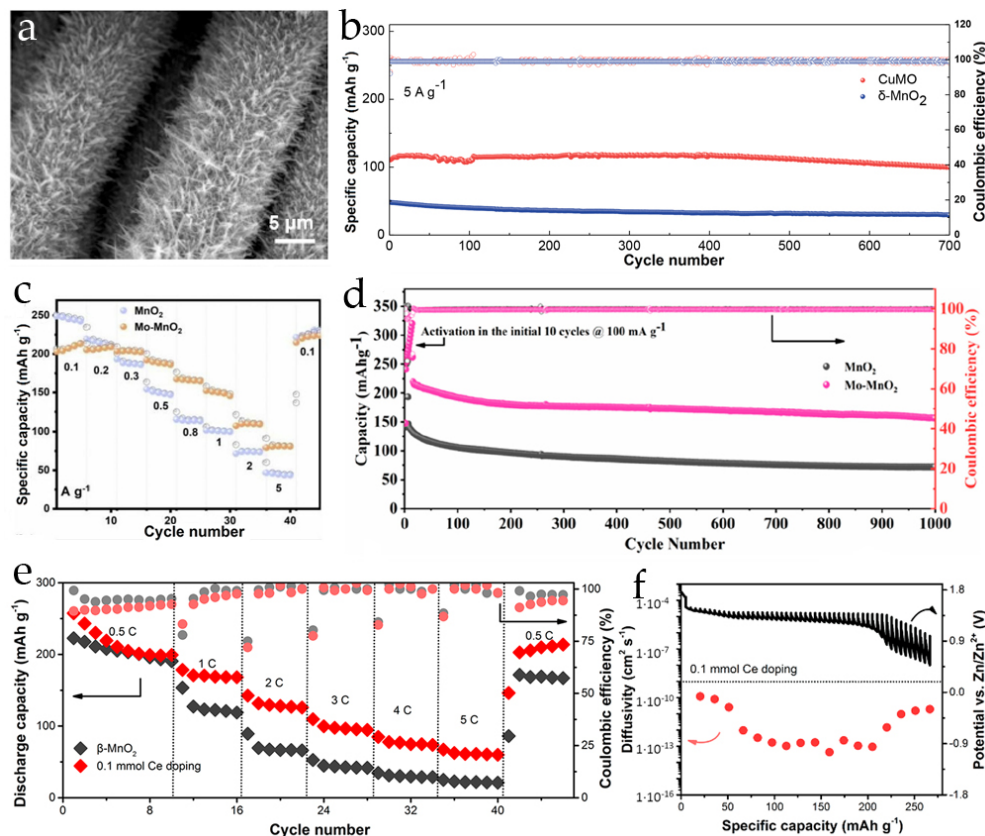 a
5 µm
b
Specific capacity (mAh g⁻¹)
300
250
200
150
100
50
0
5 A g⁻¹
CuMO
δ-MnO₂
120
100
80
60
40
20
0
Coulombic efficiency (%)
0 100 200 300 400 500 600 700
Cycle number
c
Specific capacity (mAh g⁻¹)
250
200
150
100
50
0
MnO₂
Mo-MnO₂
0.1
0.2
0.3
0.5
0.8
1
2
5
0.1
A g⁻¹
10 20 30 40
Cycle number
d
Capacity (mAhg⁻¹)
350
300
250
200
150
100
50
0
Activation in the initial 10 cycles @ 100 mA g⁻¹
MnO₂
Mo-MnO₂
100
80
60
40
20
0
Coulombic efficiency (%)
0 100 200 300 400 500 600 700 800 900 1000
Cycle Number
e
Discharge capacity (mAh g⁻¹)
300
200
100
0
0.5 C
1 C
2 C
3 C
4 C
5 C
0.5 C
β-MnO₂
0.1 mmol Ce doping
100
75
50
25
0
Coulombic efficiency (%)
0 4 8 12 16 20 24 28 32 36 40
Cycle number
f
Diffusivity (cm² s⁻¹)
1·10⁻⁴
1·10⁻⁷
1·10⁻¹⁰
1·10⁻¹³
1·10⁻¹⁶
0.1 mmol Ce doping
1.8
0.9
0.0
-0.9
-1.8
Potential vs. Zn/Zn²⁺ (V)
0 50 100 150 200 250
Specific capacity (mAh g⁻¹)